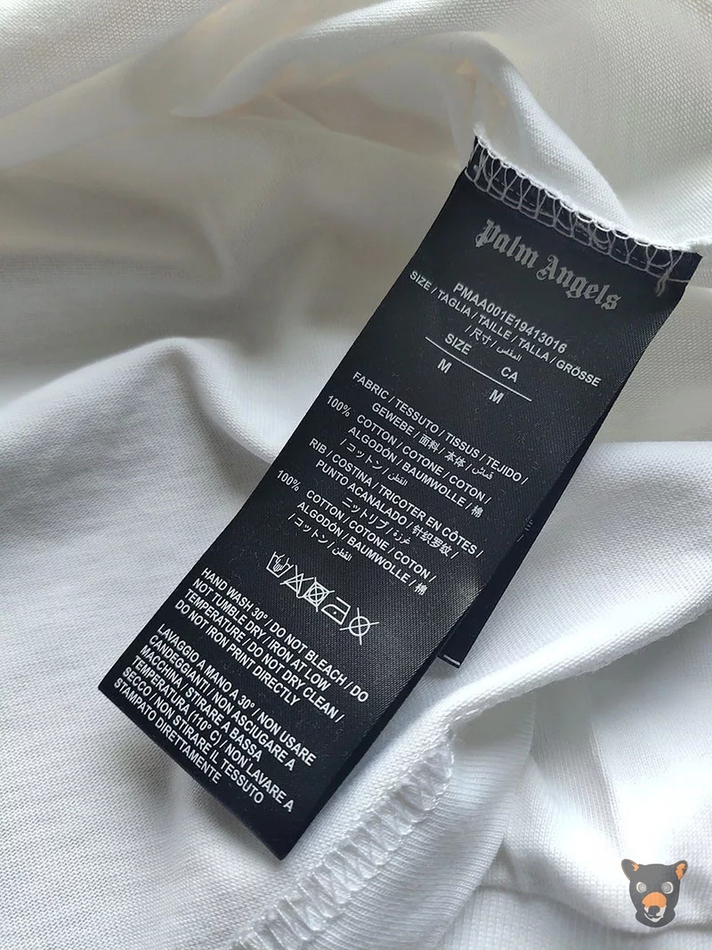 Palm Angels
PMAA001E19413016
SIZE / TAGLIA / TAILLE / TALLA / GRÖSSE
/ 尺寸 / المقاس
SIZE CA
M M
FABRIC / TESSUTO / TISSUS / TEJIDO /
GEWEBE / 面料 / 本体 / قماش
100% COTTON / COTONE / COTON /
ALGODÓN / BAUMWOLLE / 棉
/ コットン / القطن
RIB / COSTINA / TRICOTER EN CÔTES /
PUNTO ACANALADO / 针织罗纹 /
ニットリブ / غرزة
100% COTTON / COTONE / COTON /
ALGODÓN / BAUMWOLLE / 棉
/ コットン / القطن
HAND WASH 30° / DO NOT BLEACH / DO
NOT TUMBLE DRY / IRON AT LOW
TEMPERATURE / DO NOT DRY CLEAN /
DO NOT IRON PRINT DIRECTLY
LAVAGGIO A MANO A 30° / NON USARE
CANDEGGIANTI / NON ASCIUGARE A
MACCHINA / STIRARE A BASSA
TEMPERATURA (110° C) / NON LAVARE A
SECCO / NON STIRARE IL TESSUTO
STAMPATO DIRETTAMENTE